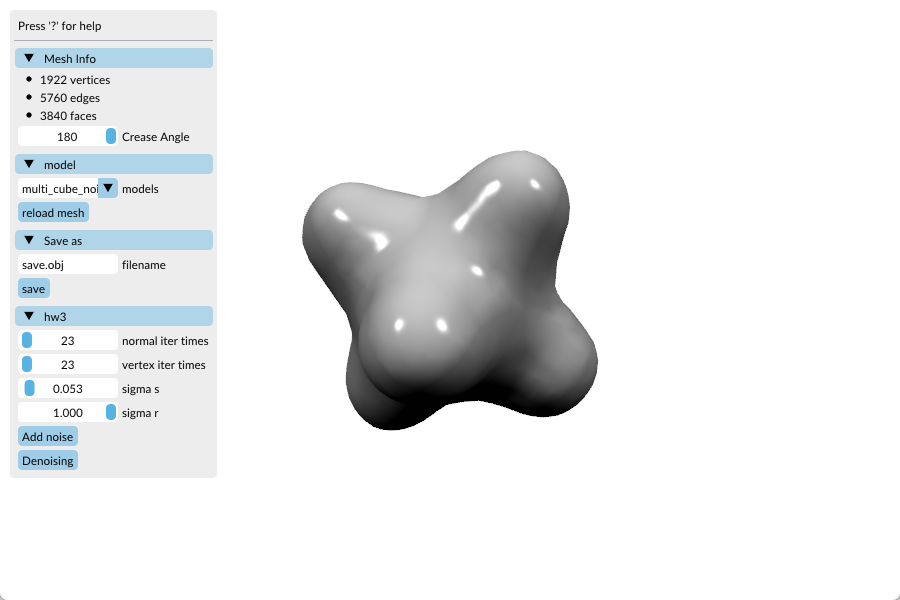 Press '?' for help
Mesh Info
1922 vertices
5760 edges
3840 faces
180 Crease Angle
model
multi_cube_noi models
reload mesh
Save as
save.obj filename
save
hw3
23 normal iter times
23 vertex iter times
0.053 sigma s
1.000 sigma r
Add noise
Denoising